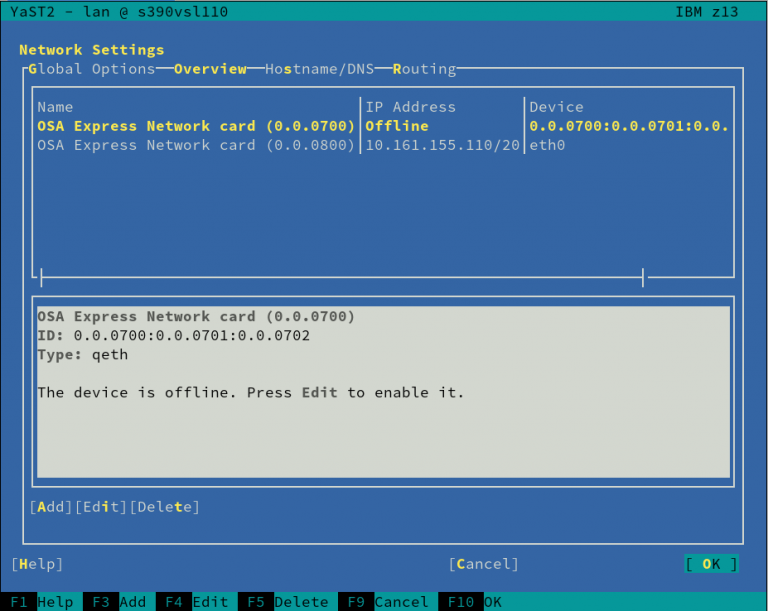 YaST2 - lan @ s390vsl110 IBM z13
Network Settings
Global Options Overview Hostname/DNS Routing
Name IP Address Device
OSA Express Network card (0.0.0700) Offline 0.0.0700:0.0.0701:0.0.
OSA Express Network card (0.0.0800) 10.161.155.110/20 eth0
OSA Express Network card (0.0.0700)
ID: 0.0.0700:0.0.0701:0.0.0702
Type: qeth
The device is offline. Press Edit to enable it.
[Add][Edit][Delete]
[Help] [Cancel] [ OK ]
F1 Help F3 Add F4 Edit F5 Delete F9 Cancel F10 OK